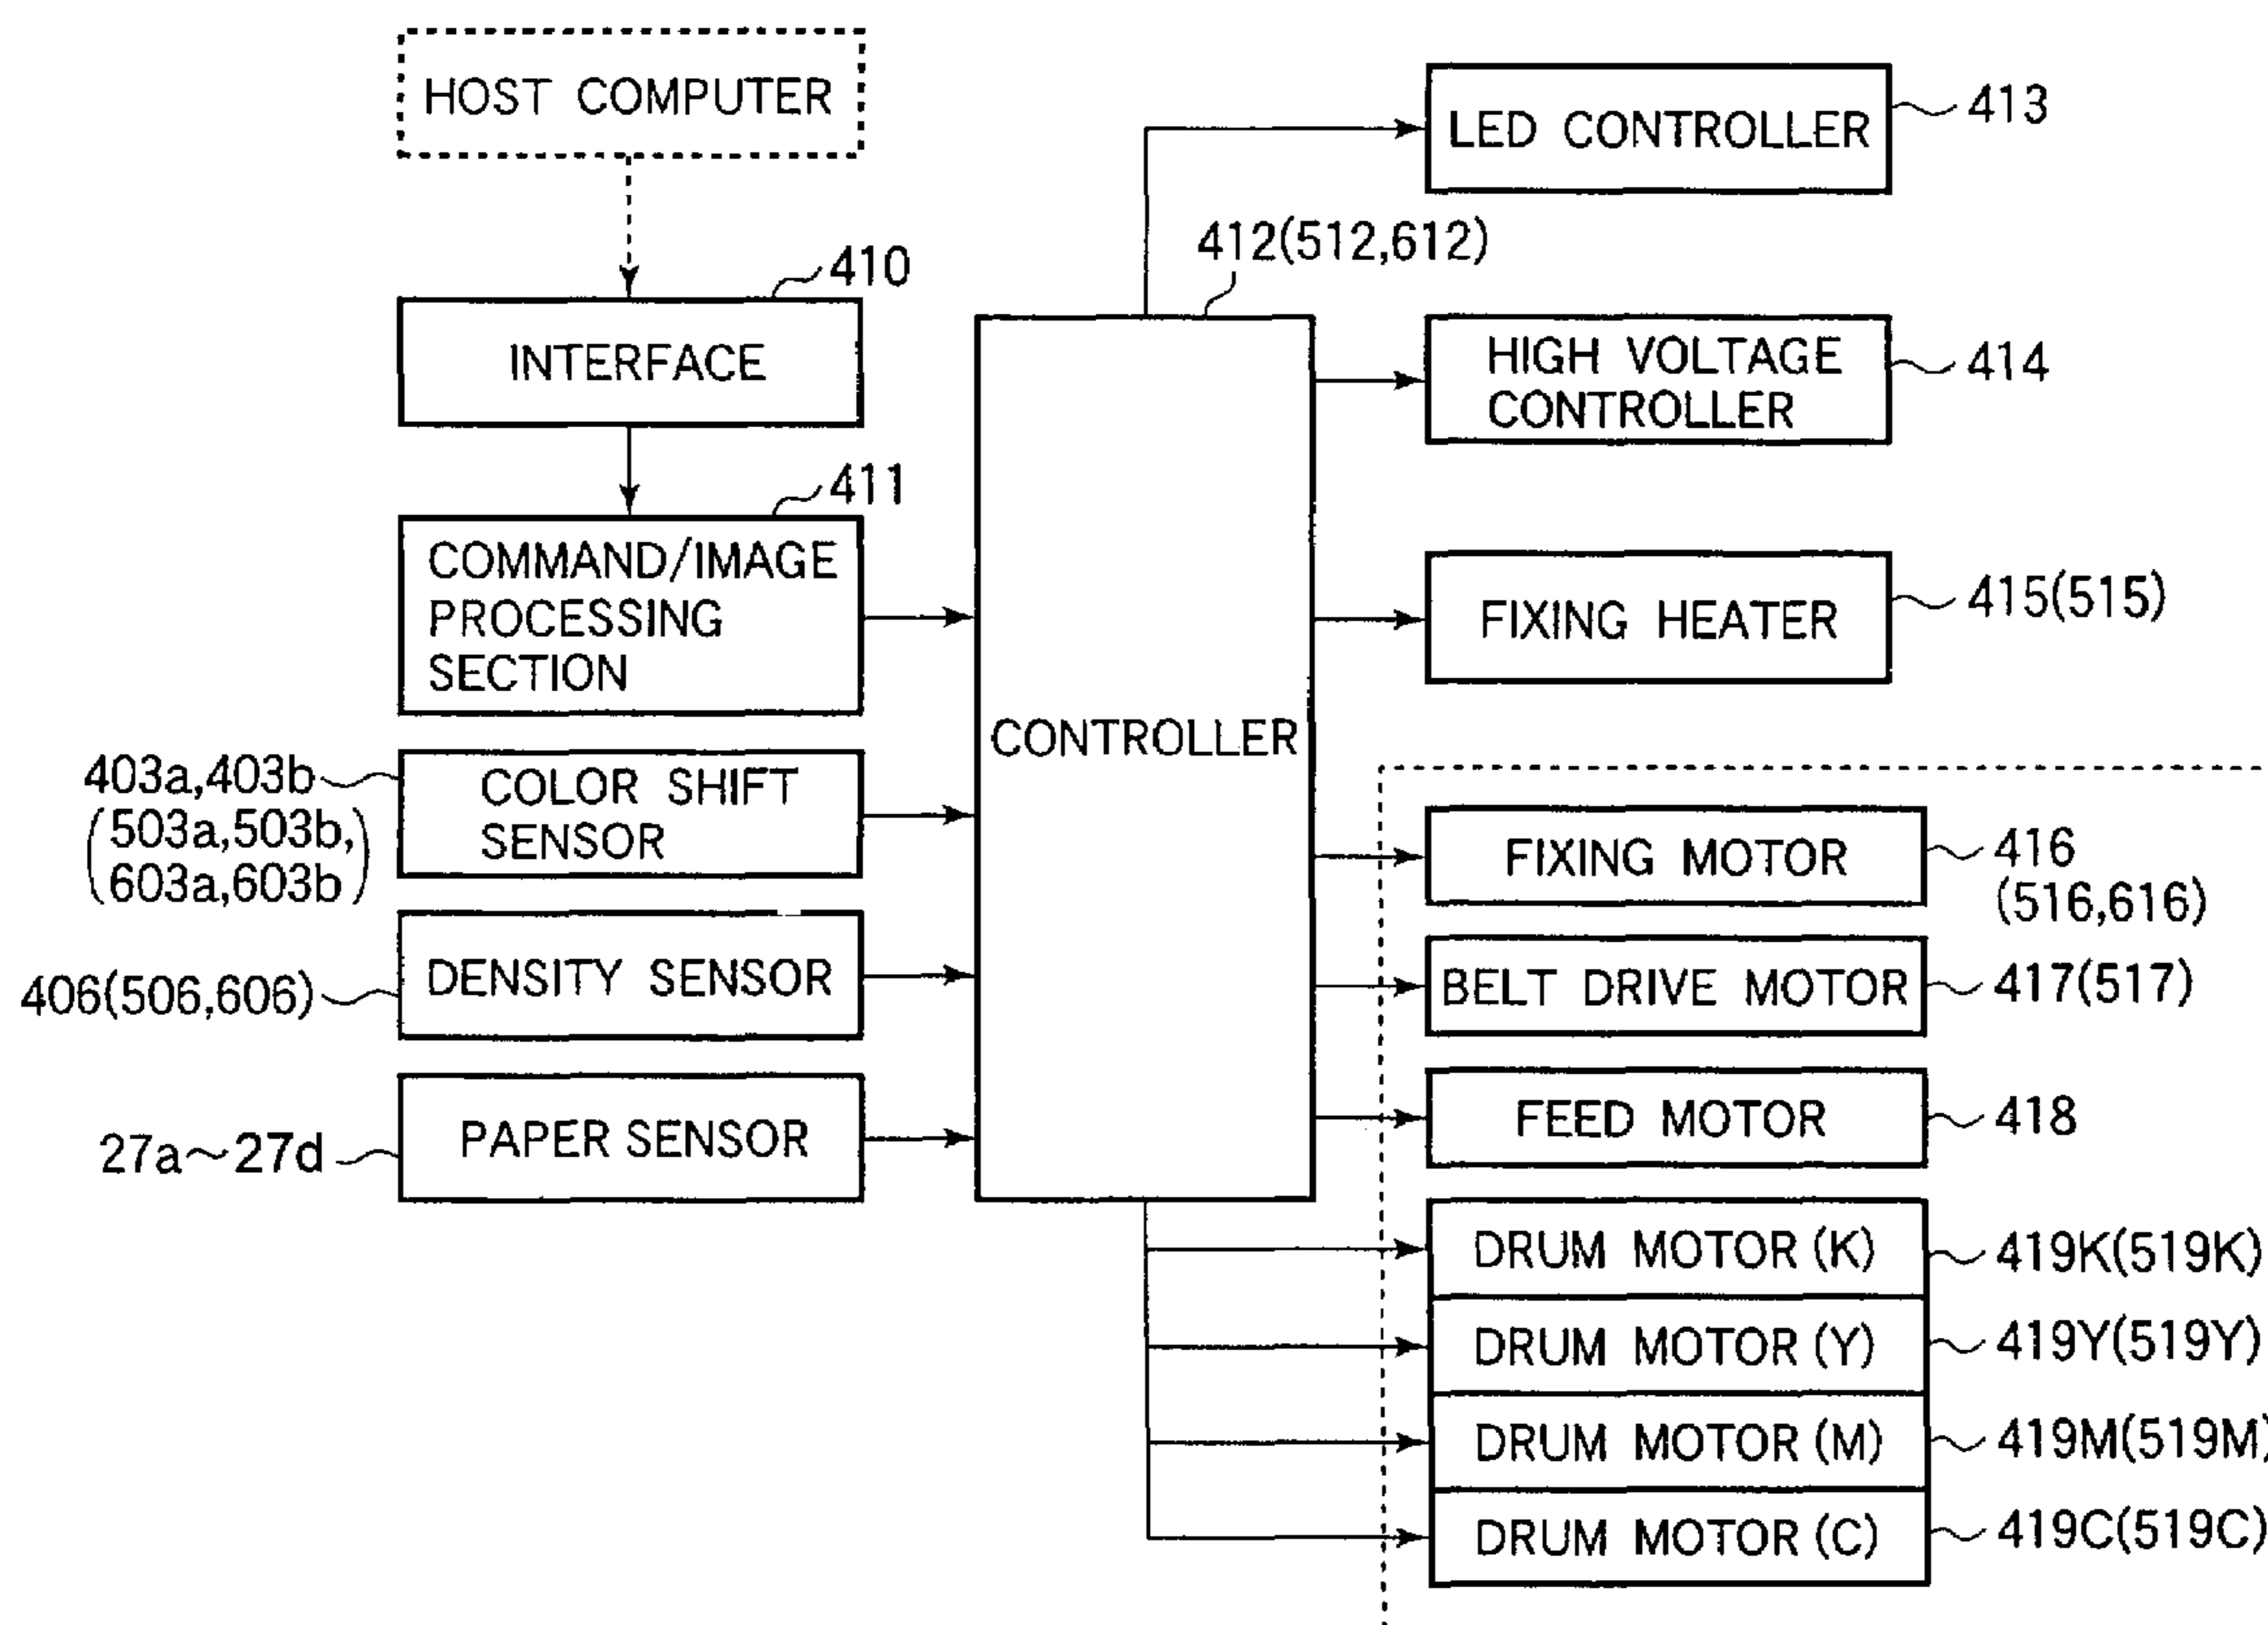 HOST COMPUTER
410
INTERFACE
411
COMMAND/IMAGE
PROCESSING
SECTION
403a,403b
(503a,503b,
603a,603b)
COLOR SHIFT
SENSOR
406(506,606)
DENSITY SENSOR
27a~27d
PAPER SENSOR
412(512,612)
CONTROLLER
LED CONTROLLER
413
HIGH VOLTAGE
CONTROLLER
414
FIXING HEATER
415(515)
FIXING MOTOR
416
(516,616)
BELT DRIVE MOTOR
417(517)
FEED MOTOR
418
DRUM MOTOR (K)
419K(519K)
DRUM MOTOR (Y)
419Y(519Y)
DRUM MOTOR (M)
419M(519M)
DRUM MOTOR (C)
419C(519C)